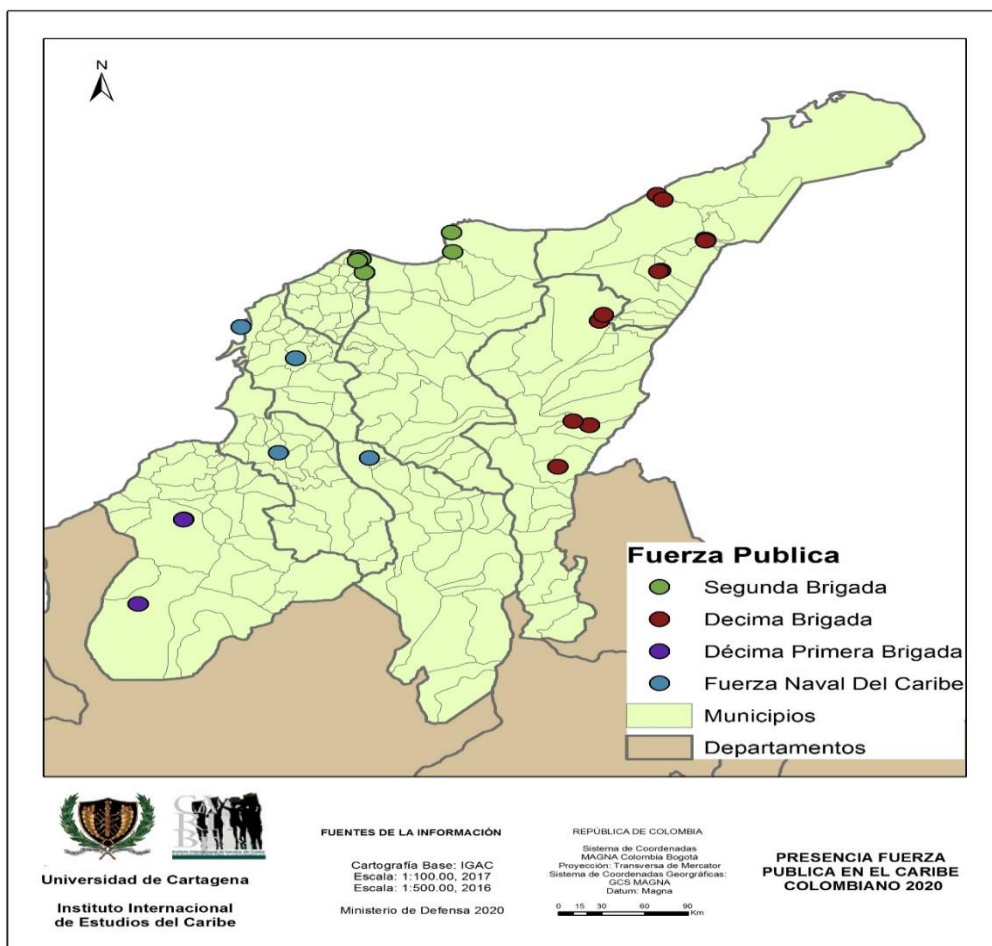 N
Fuerza Publica
Segunda Brigada
Decima Brigada
Décima Primera Brigada
Fuerza Naval Del Caribe
Municipios
Departamentos
Universidad de Cartagena
Instituto Internacional
de Estudios del Caribe
FUENTES DE LA INFORMACIÓN
Cartografía Base: IGAC
Escala: 1:100.00, 2017
Escala: 1:500.00, 2016
Ministerio de Defensa 2020
REPÚBLICA DE COLOMBIA
Sistema de Coordenadas
MAGNA Colombia Bogotá
Proyección: Transversa de Mercator
Sistema de Coordenadas Georgráficas:
GCS MAGNA
Datum: Magna
0 15 30 60 90
Km
PRESENCIA FUERZA
PUBLICA EN EL CARIBE
COLOMBIANO 2020